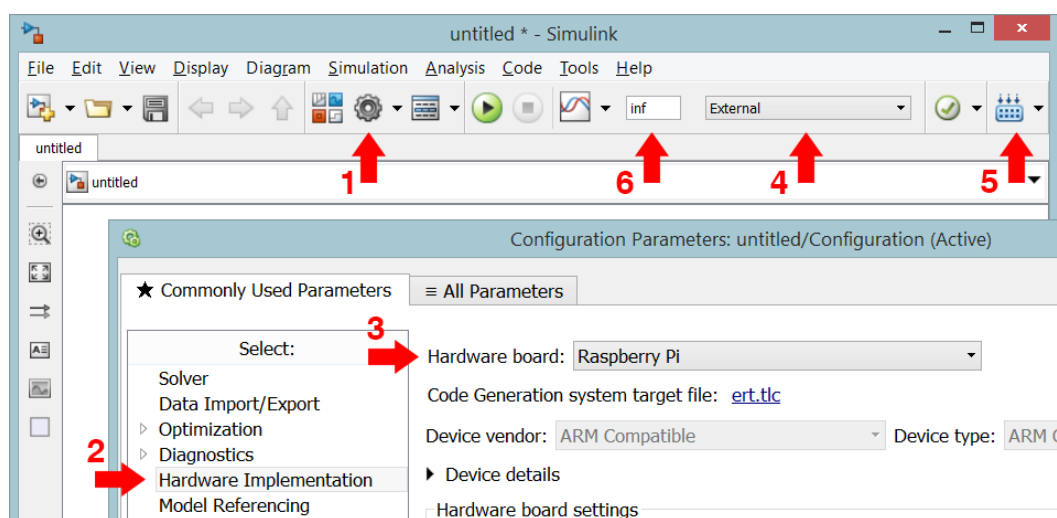 untitled * - Simulink
File Edit View Display Diagram Simulation Analysis Code Tools Help
inf External
untitled
1 6 4 5
untitled
Configuration Parameters: untitled/Configuration (Active)
★ Commonly Used Parameters ≡ All Parameters
3
Select:
Hardware board: Raspberry Pi
Solver
Data Import/Export
Code Generation system target file: ert.tlc
Optimization
Device vendor: ARM Compatible Device type: ARM
2
Diagnostics
Hardware Implementation
Device details
Model Referencing
Hardware board settings